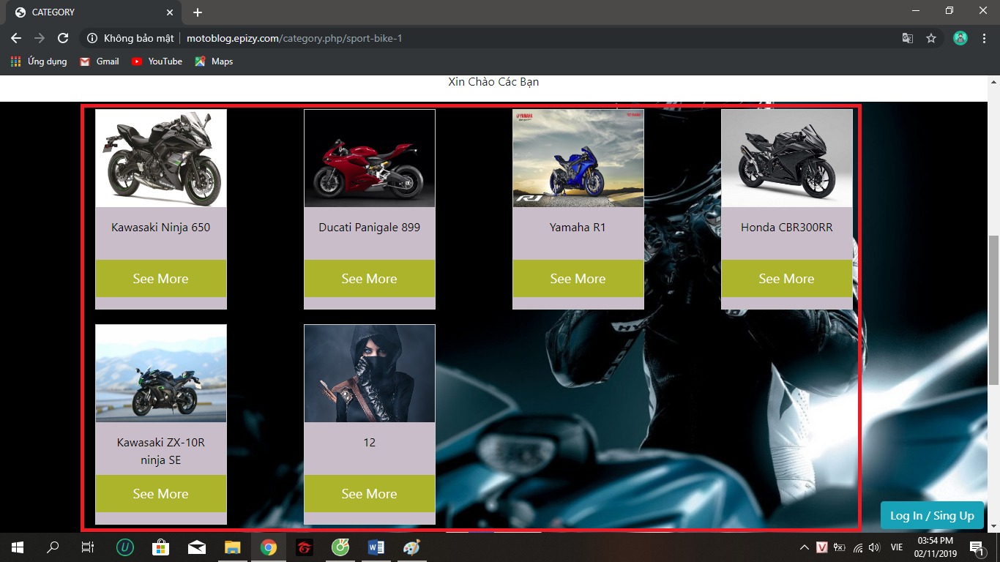 CATEGORY
Không bảo mật
motoblog.epizy.com/category.php/sport-bike-1
Ứng dụng
Gmail
YouTube
Maps
Xin Chào Các Bạn
YAMAHA
R1
Kawasaki Ninja 650
Ducati Panigale 899
Yamaha R1
Honda CBR300RR
See More
See More
See More
See More
Kawasaki ZX-10R
ninja SE
12
See More
See More
Log In / Sing Up
VIE
03:54 PM
02/11/2019
1